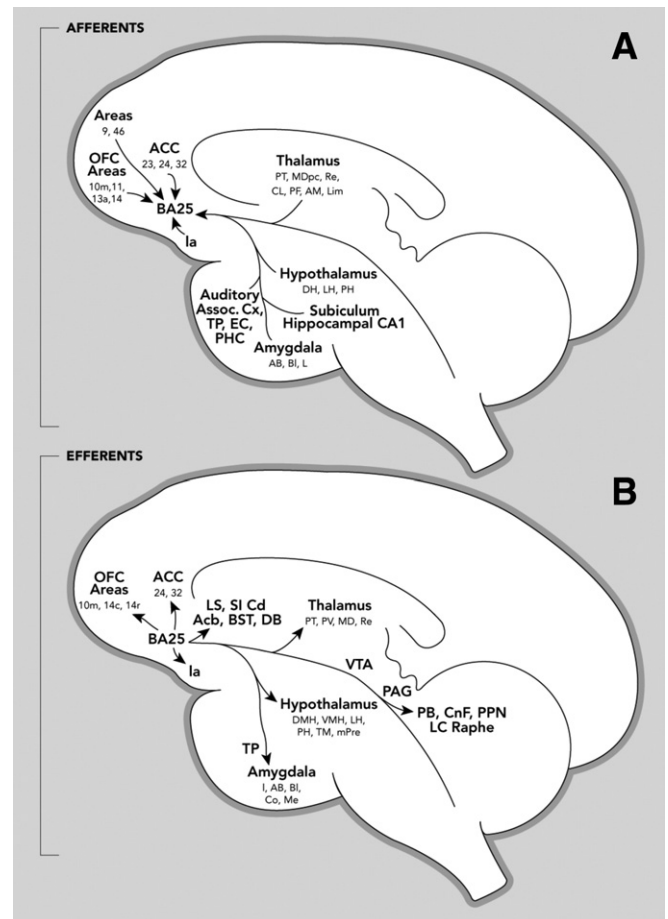 AFFERENTS
A
Areas
9, 46
ACC
23, 24, 32
OFC
Areas
10m,11,
13a,14
BA25
Ia
Thalamus
PT, MDpc, Re,
CL, PF, AM, Lim
Hypothalamus
DH, LH, PH
Auditory
Assoc. Cx,
TP, EC,
PHC
Subiculum
Hippocampal CA1
Amygdala
AB, Bl, L
EFFERENTS
B
OFC
Areas
10m, 14c, 14r
ACC
24, 32
BA25
Ia
LS, SI Cd
Acb, BST, DB
Thalamus
PT, PV, MD, Re
VTA
PAG
PB, CnF, PPN
LC Raphe
Hypothalamus
DMH, VMH, LH,
PH, TM, mPre
TP
Amygdala
I, AB, Bl,
Co, Me